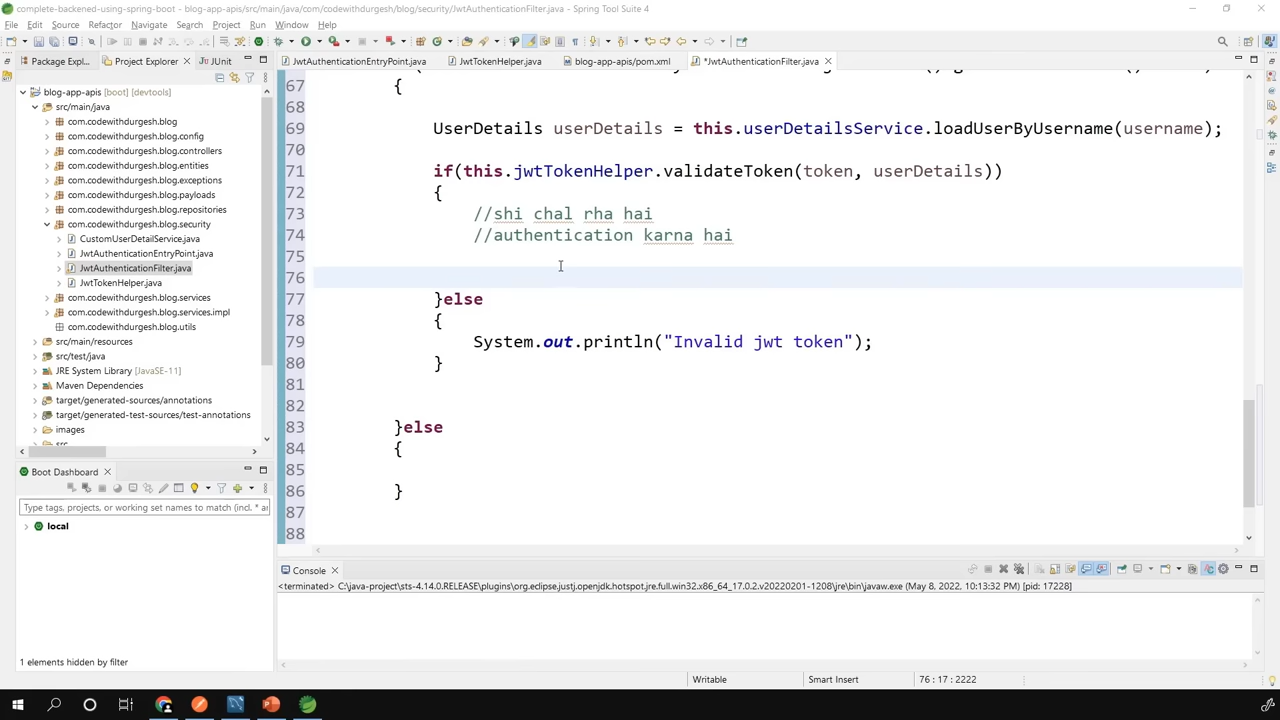 complete-backened-using-spring-boot - blog-app-apis/src/main/java/com/codewithdurgesh/blog/security/JwtAuthenticationFilter.java - Spring Tool Suite 4
File Edit Source Refactor Navigate Search Project Run Window Help
Package Expl... Project Explorer JUnit
JwtAuthenticationEntryPoint.java JwtTokenHelper.java blog-app-apis/pom.xml *JwtAuthenticationFilter.java
blog-app-apis [boot] [devtools]
src/main/java
com.codewithdurgesh.blog
com.codewithdurgesh.blog.config
com.codewithdurgesh.blog.controllers
com.codewithdurgesh.blog.entities
com.codewithdurgesh.blog.exceptions
com.codewithdurgesh.blog.payloads
com.codewithdurgesh.blog.repositories
com.codewithdurgesh.blog.security
CustomUserDetailService.java
JwtAuthenticationEntryPoint.java
JwtAuthenticationFilter.java
JwtTokenHelper.java
com.codewithdurgesh.blog.services
com.codewithdurgesh.blog.services.impl
com.codewithdurgesh.blog.utils
src/main/resources
src/test/java
JRE System Library [JavaSE-11]
Maven Dependencies
target/generated-sources/annotations
target/generated-test-sources/test-annotations
images
src
67 {
68
69 UserDetails userDetails = this.userDetailsService.loadUserByUsername(username);
70
71 if(this.jwtTokenHelper.validateToken(token, userDetails))
72 {
73 //shi chal rha hai
74 //authentication karna hai
75
76
77 }else
78 {
79 System.out.println("Invalid jwt token");
80 }
81
82
83 }else
84 {
85
86 }
87
88
Boot Dashboard
Type tags, projects, or working set names to match (incl. * a
local
1 elements hidden by filter
Console
<terminated> C:\java-project\sts-4.14.0.RELEASE\plugins\org.eclipse.justj.openjdk.hotspot.jre.full.win32.x86_64_17.0.2.v20220201-1208\jre\bin\javaw.exe (May 8, 2022, 10:13:32 PM) [pid: 17228]
Writable Smart Insert 76 : 17 : 2222